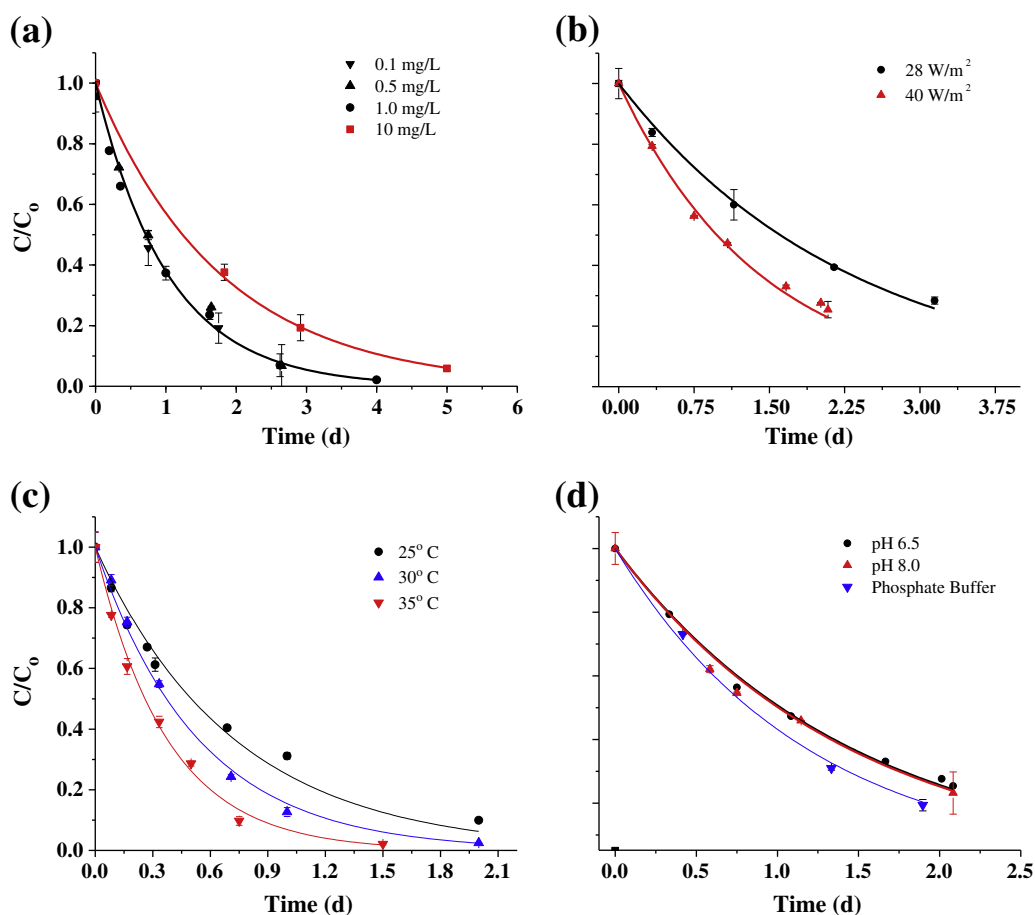 (a)
0.1 mg/L
0.5 mg/L
1.0 mg/L
10 mg/L
C/Co
1.0
0.8
0.6
0.4
0.2
0.0
0 1 2 3 4 5 6
Time (d)
(b)
28 W/m²
40 W/m²
0.00 0.75 1.50 2.25 3.00 3.75
Time (d)
(c)
25° C
30° C
35° C
C/Co
1.0
0.8
0.6
0.4
0.2
0.0
0.0 0.3 0.6 0.9 1.2 1.5 1.8 2.1
Time (d)
(d)
pH 6.5
pH 8.0
Phosphate Buffer
0.0 0.5 1.0 1.5 2.0 2.5
Time (d)